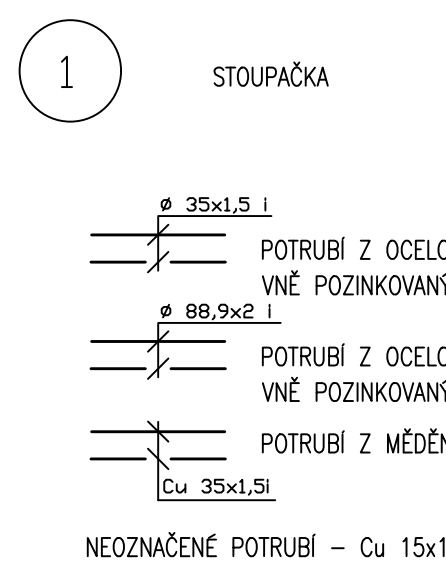 1
STOUPAČKA
ø 35x1,5 i
POTRUBÍ Z OCELO
VNĚ POZINKOVANÝ
ø 88,9x2 i
POTRUBÍ Z OCELO
VNĚ POZINKOVANÝ
POTRUBÍ Z MĚDĚN
Cu 35x1,5i
NEOZNAČENÉ POTRUBÍ – Cu 15x1